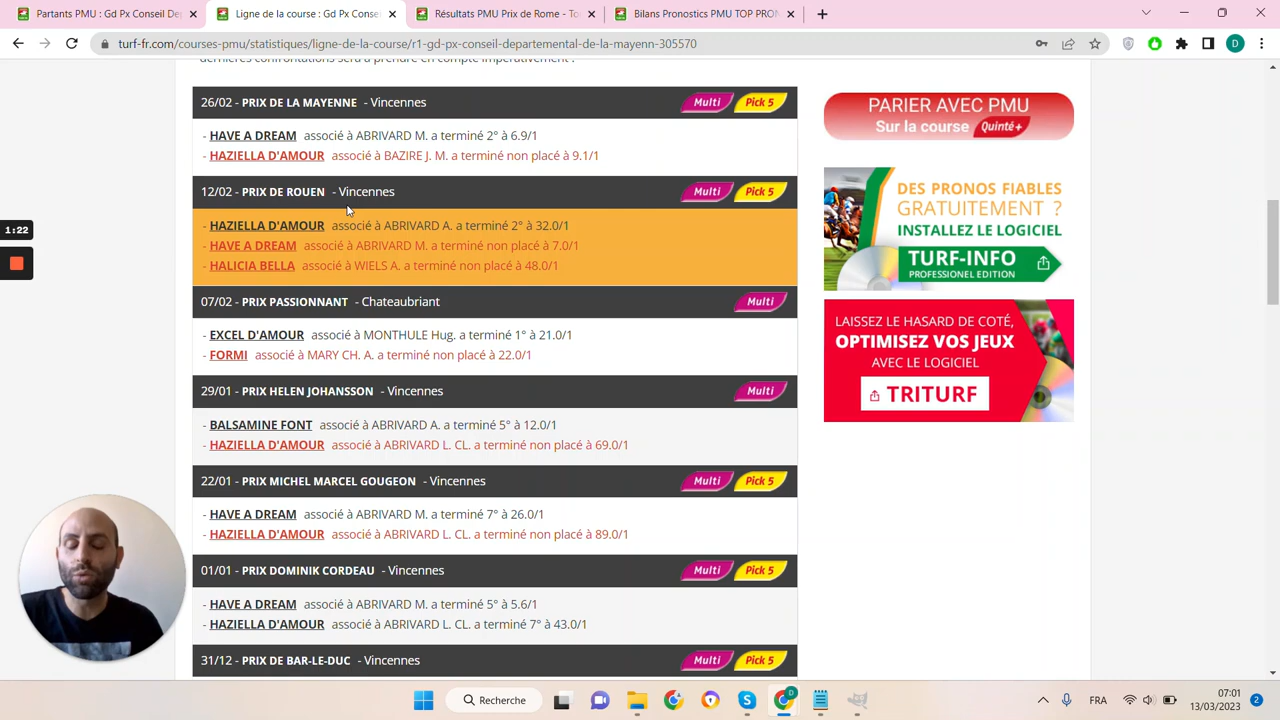 Partants PMU : Gd Px Conseil De
Ligne de la course : Gd Px Conse
Résultats PMU Prix de Rome - To
Bilans Pronostics PMU TOP PRON
turf-fr.com/courses-pmu/statistiques/ligne-de-la-course/r1-gd-px-conseil-departemental-de-la-mayenn-305570
D
dernières confrontations sera à prendre en compte impérativement :
26/02 - PRIX DE LA MAYENNE - Vincennes Multi Pick 5
- HAVE A DREAM associé à ABRIVARD M. a terminé 2° à 6.9/1
- HAZIELLA D'AMOUR associé à BAZIRE J. M. a terminé non placé à 9.1/1
12/02 - PRIX DE ROUEN - Vincennes Multi Pick 5
- HAZIELLA D'AMOUR associé à ABRIVARD A. a terminé 2° à 32.0/1
- HAVE A DREAM associé à ABRIVARD M. a terminé non placé à 7.0/1
- HALICIA BELLA associé à WIELS A. a terminé non placé à 48.0/1
07/02 - PRIX PASSIONNANT - Chateaubriant Multi
- EXCEL D'AMOUR associé à MONTHULE Hug. a terminé 1° à 21.0/1
- FORMI associé à MARY CH. A. a terminé non placé à 22.0/1
29/01 - PRIX HELEN JOHANSSON - Vincennes Multi
- BALSAMINE FONT associé à ABRIVARD A. a terminé 5° à 12.0/1
- HAZIELLA D'AMOUR associé à ABRIVARD L. CL. a terminé non placé à 69.0/1
22/01 - PRIX MICHEL MARCEL GOUGEON - Vincennes Multi Pick 5
- HAVE A DREAM associé à ABRIVARD M. a terminé 7° à 26.0/1
- HAZIELLA D'AMOUR associé à ABRIVARD L. CL. a terminé non placé à 89.0/1
01/01 - PRIX DOMINIK CORDEAU - Vincennes Multi Pick 5
- HAVE A DREAM associé à ABRIVARD M. a terminé 5° à 5.6/1
- HAZIELLA D'AMOUR associé à ABRIVARD L. CL. a terminé 7° à 43.0/1
31/12 - PRIX DE BAR-LE-DUC - Vincennes Multi Pick 5
PARIER AVEC PMU
Sur la course Quinté+
DES PRONOS FIABLES
GRATUITEMENT ?
INSTALLEZ LE LOGICIEL
TURF-INFO
PROFESSIONEL EDITION
LAISSEZ LE HASARD DE COTÉ,
OPTIMISEZ VOS JEUX
AVEC LE LOGICIEL
TRITURF
1:22
Recherche
D
FRA
07:01
13/03/2023
2